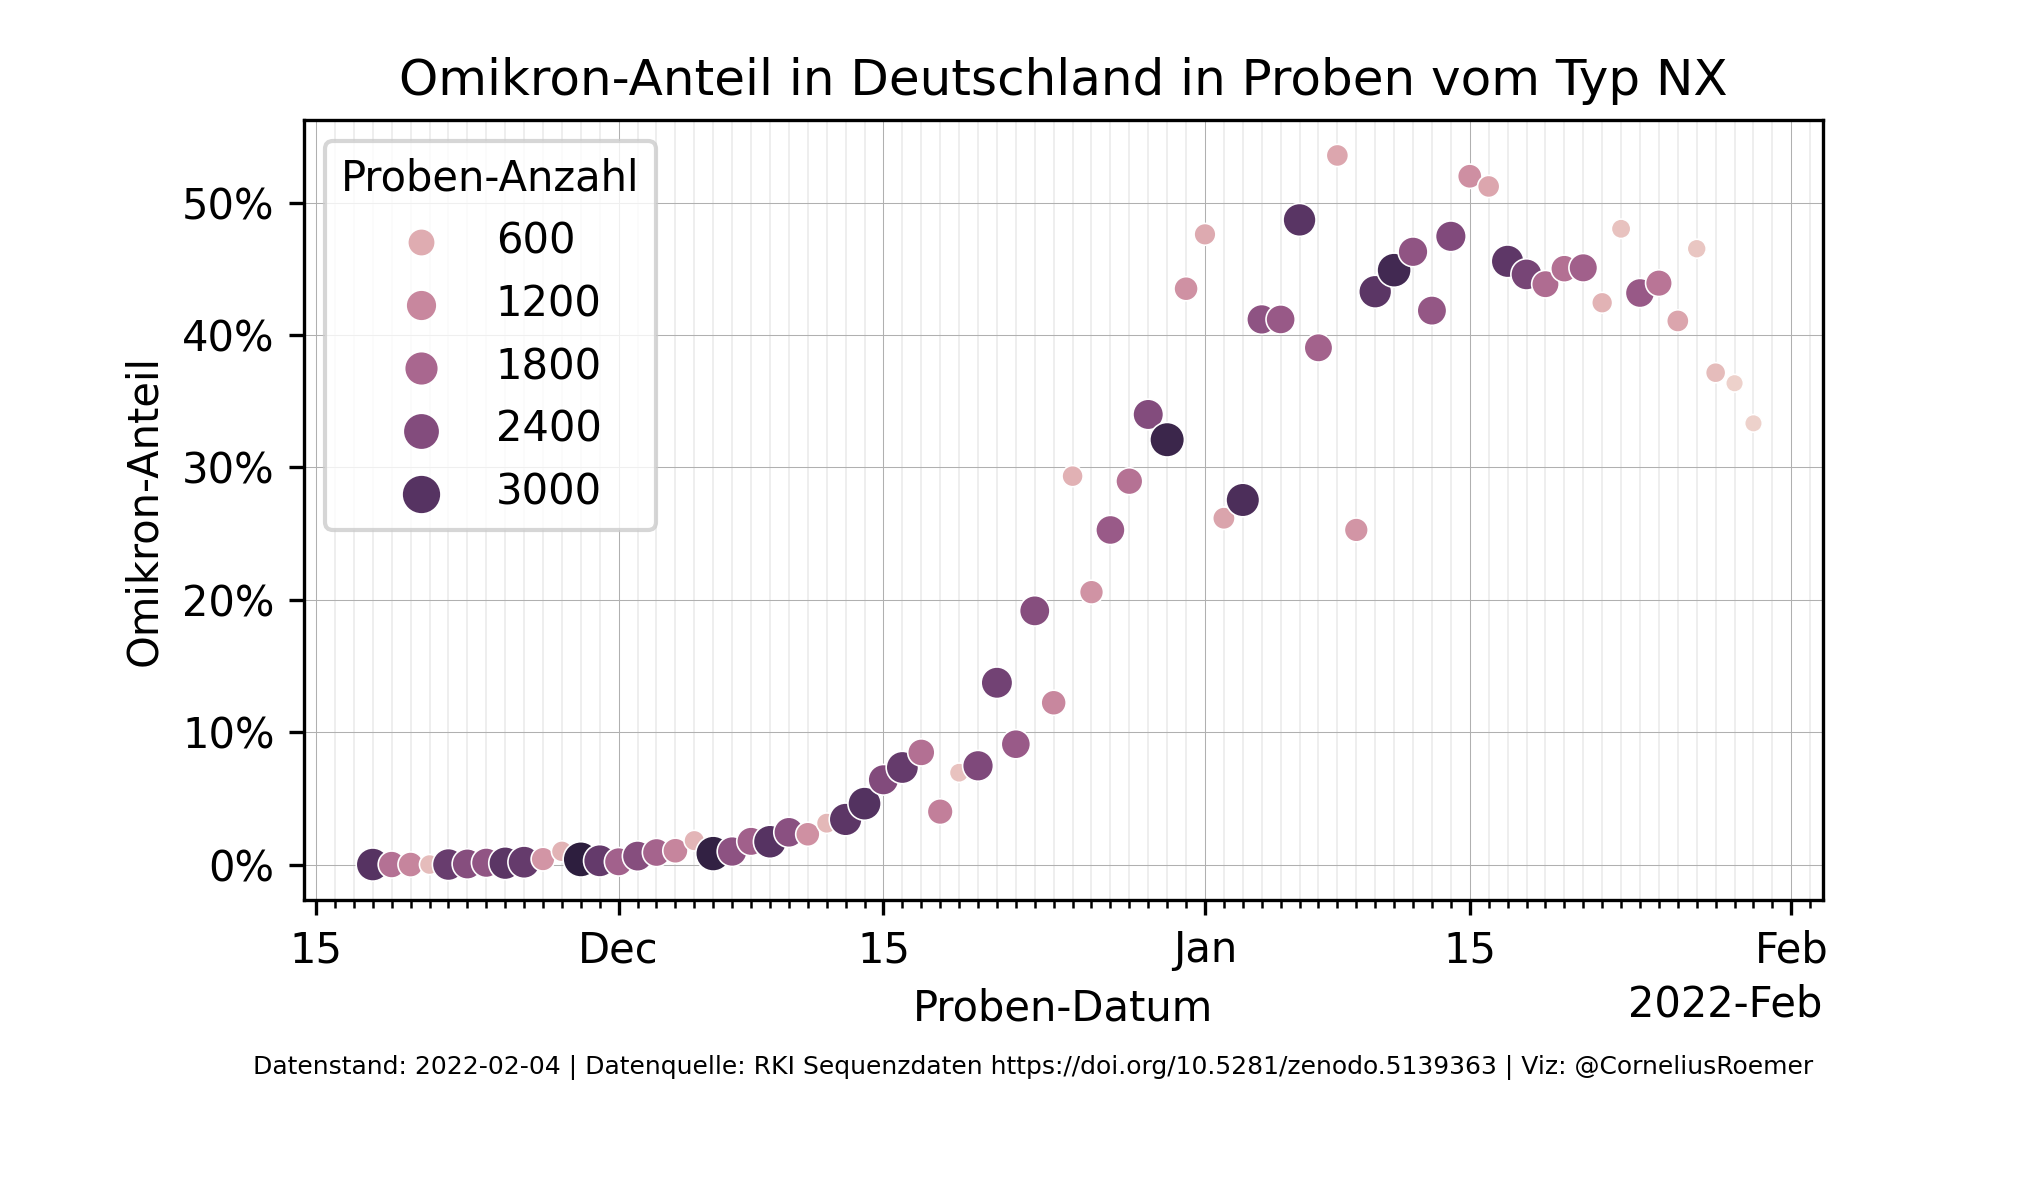 Omikron-Anteil in Deutschland in Proben vom Typ NX
Proben-Anzahl
600
1200
1800
2400
3000
Omikron-Anteil
50%
40%
30%
20%
10%
0%
15 Dec 15 Jan 15 Feb
2022-Feb
Proben-Datum
Datenstand: 2022-02-04 | Datenquelle: RKI Sequenzdaten https://doi.org/10.5281/zenodo.5139363 | Viz: @CorneliusRoemer